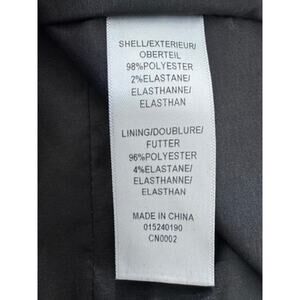 SHELL/EXTERIEUR/
OBERTEIL
98%POLYESTER
2%ELASTANE/
ELASTHANNE/
ELASTHAN
LINING/DOUBLURE/
FUTTER
96%POLYESTER
4%ELASTANE/
ELASTHANNE/
ELASTHAN
MADE IN CHINA
015240190
CN0002